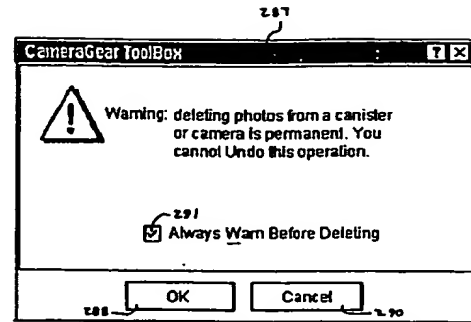 287
CameraGear ToolBox ? X
! Warning: deleting photos from a canister
or camera is permanent. You
cannot Undo this operation.
291
Always Warn Before Deleting
OK Cancel
288 290